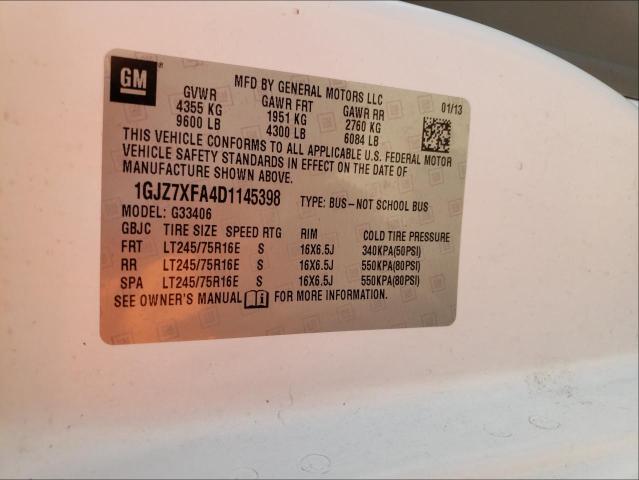 GM
MFD BY GENERAL MOTORS LLC
GVWR GAWR FRT GAWR RR 01/13
4355 KG 1951 KG 2760 KG
9600 LB 4300 LB 6084 LB
THIS VEHICLE CONFORMS TO ALL APPLICABLE U.S. FEDERAL MOTOR
VEHICLE SAFETY STANDARDS IN EFFECT ON THE DATE OF
MANUFACTURE SHOWN ABOVE.
1GJZ7XFA4D1145398 TYPE: BUS-NOT SCHOOL BUS
MODEL: G33406
GBJC TIRE SIZE SPEED RTG RIM COLD TIRE PRESSURE
FRT LT245/75R16E S 16X6.5J 340KPA(50PSI)
RR LT245/75R16E S 16X6.5J 550KPA(80PSI)
SPA LT245/75R16E S 16X6.5J 550KPA(80PSI)
SEE OWNER'S MANUAL FOR MORE INFORMATION.